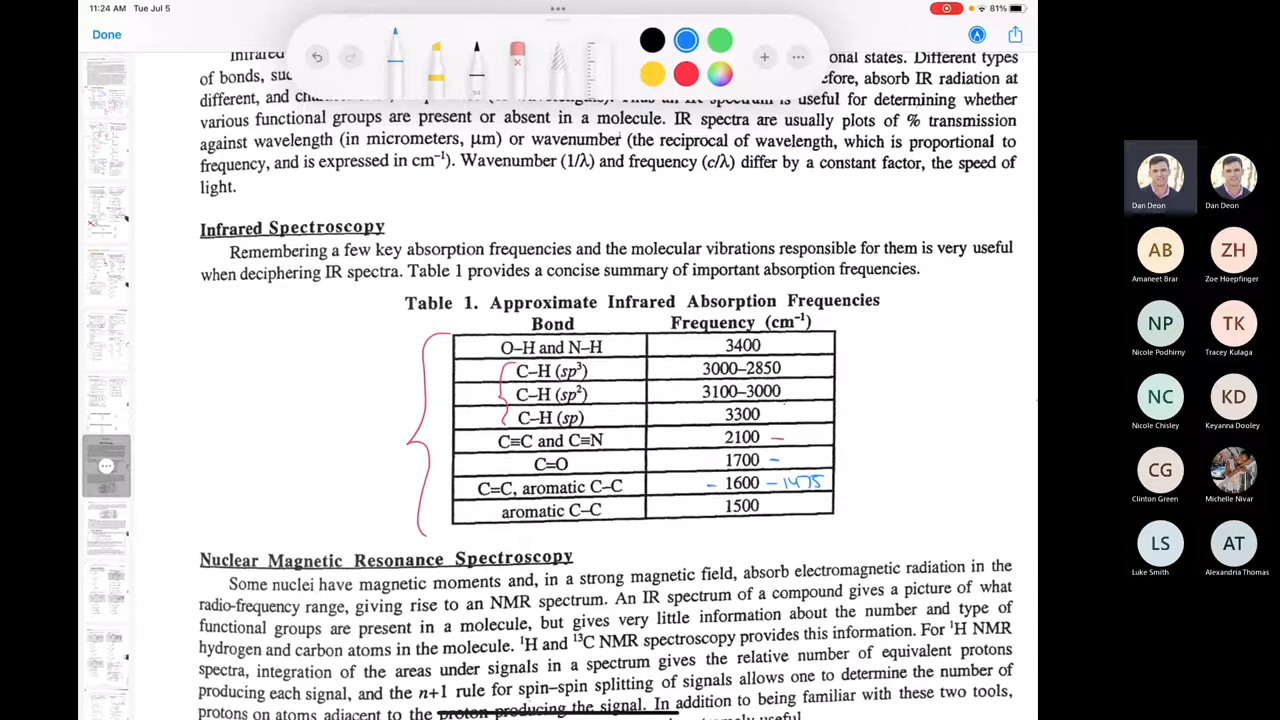 11:24 AM Tue Jul 5
81%
Done
Infrared
onal states. Different types
of bonds, suc
efore, absorb IR radiation at
different, and
useful for determining whether
various functional groups are present or absent in a molecule. IR spectra are usually plots of % transmission
against wavelength (in micrometers, μm) or wavenumber (the reciprocal of wavelength, which is proportional to
frequency, and is expressed in cm⁻¹). Wavenumber (1/λ) and frequency (c/λ) differ by a constant factor, the speed of
light.
Infrared Spectroscopy
Remembering a few key absorption frequencies and the molecular vibrations responsible for them is very useful
when deciphering IR spectra. Table 1 provides a concise summary of important absorption frequencies.
Table 1. Approximate Infrared Absorption Frequencies
Bond Frequency (cm⁻¹)
O–H and N–H 3400
C–H (sp³) 3000–2850
C–H (sp²) 3100–3000
C–H (sp) 3300
C≡C and C≡N 2100 –
C=O 1700 –
C=C, aromatic C–C – 1600 – 1475
aromatic C–C 1500
Nuclear Magnetic Resonance Spectroscopy
Some nuclei have magnetic moments and, in a strong magnetic field, absorb electromagnetic radiation in the
radio-frequency range, giving rise to an NMR spectrum. An IR spectrum of a compound gives a picture of what
functional groups are present in a molecule, but gives very little information about the number and type of
hydrogen and carbon atoms in the molecule. ¹H and ¹³C NMR spectroscopy provide this information. For ¹H NMR
spectra, integration of the areas under signals in a spectrum gives the relative number of equivalent protons
producing each signal, and the n+1 rule for spin-spin splitting of signals allows one to determine the number of
protons on carbons adjacent to the proton producing the signal. In addition to being familiar with these two tools,
extremely useful
Dan Deon
Dan Deon
AB
Amaneet Brar
ZH
Zoe Hoepfinger
NP
Nicole Podhimy
TK
Tracey Kulaga
NC
Nicole Chisley
KD
Keyanna Dooley
CG
Clinton Green
Michelle Nivar
LS
Luke Smith
AT
Alexandria Thomas